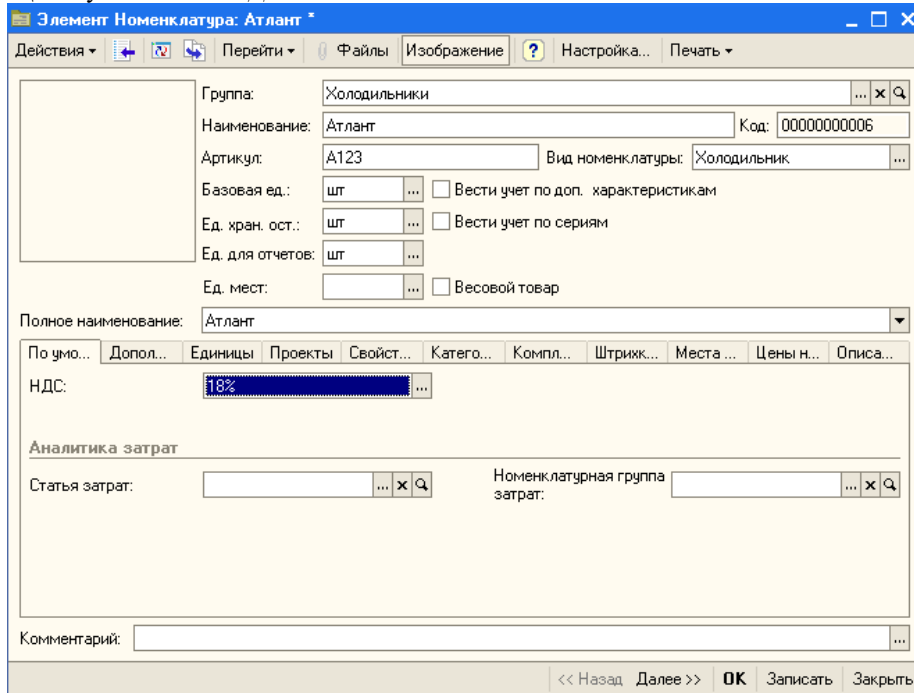 Элемент Номенклатура: Атлант *
Действия Перейти Файлы Изображение ? Настройка... Печать
Группа: Холодильники ... x
Наименование: Атлант Код: 00000000006
Артикул: А123 Вид номенклатуры: Холодильник ...
Базовая ед.: шт ... Вести учет по доп. характеристикам
Ед. хран. ост.: шт ... Вести учет по сериям
Ед. для отчетов: шт ...
Ед. мест: ... Весовой товар
Полное наименование: Атлант
По умо... Допол... Единицы Проекты Свойст... Катего... Компл... Штрихк... Места ... Цены н... Описа...
НДС: 18% ...
Аналитика затрат
Статья затрат: ... x Номенклатурная группа затрат: ... x
Комментарий: ...
<< Назад Далее >> OK Записать Закрыть